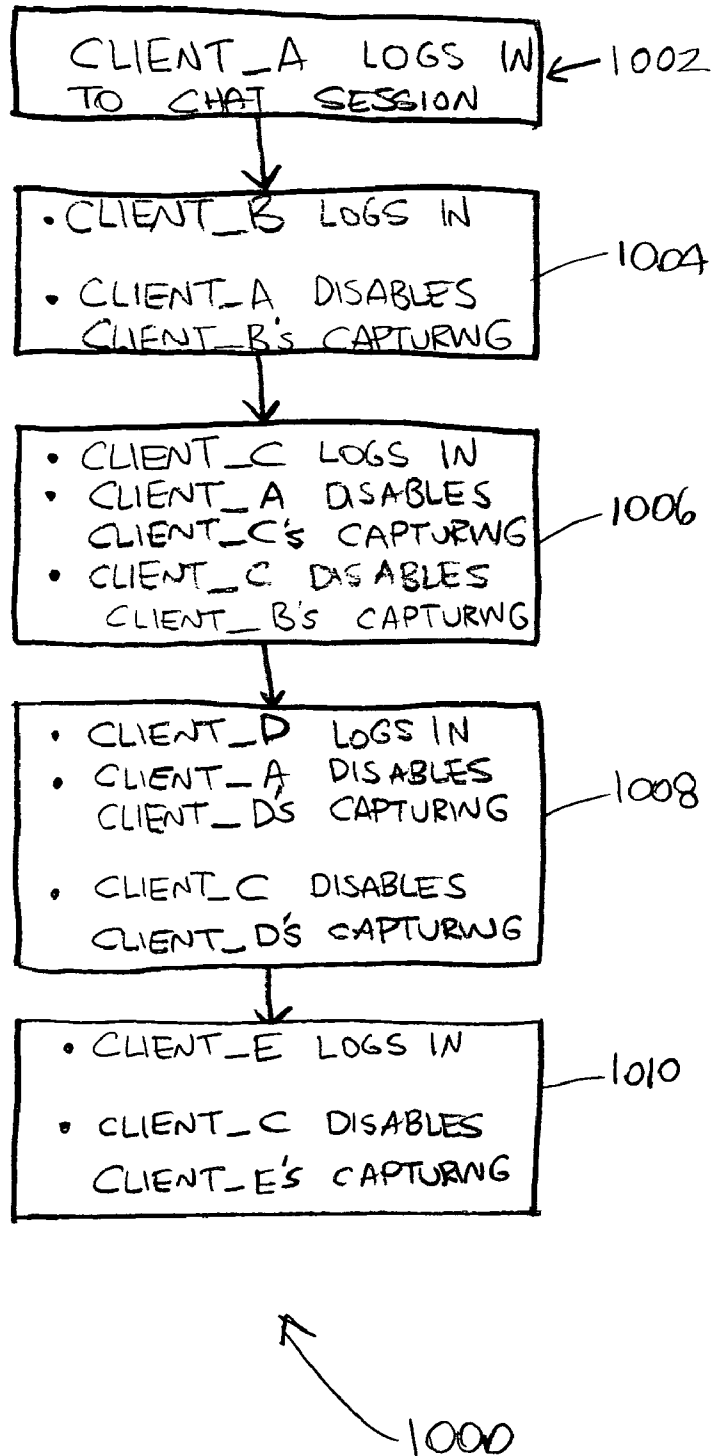 CLIENT_A LOGS IN
TO CHAT SESSION
1002
• CLIENT_B LOGS IN
• CLIENT_A DISABLES
CLIENT_B's CAPTURING
1004
• CLIENT_C LOGS IN
• CLIENT_A DISABLES
CLIENT_C's CAPTURING
• CLIENT_C DISABLES
CLIENT_B's CAPTURING
1006
• CLIENT_D LOGS IN
• CLIENT_A DISABLES
CLIENT_D's CAPTURING
• CLIENT_C DISABLES
CLIENT_D's CAPTURING
1008
• CLIENT_E LOGS IN
• CLIENT_C DISABLES
CLIENT_E's CAPTURING
1010
1000